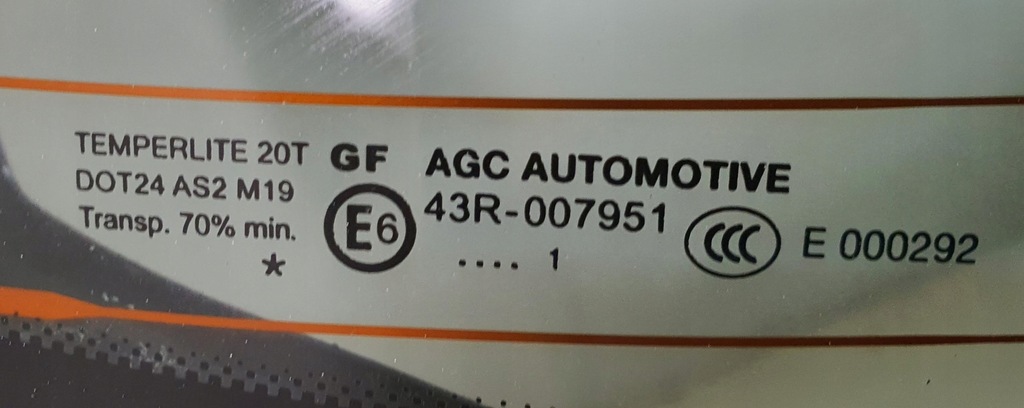 TEMPERLITE 20T
DOT24 AS2 M19
Transp. 70% min.
*
GF
E6
AGC AUTOMOTIVE
43R-007951
.... 1
CCC
E 000292